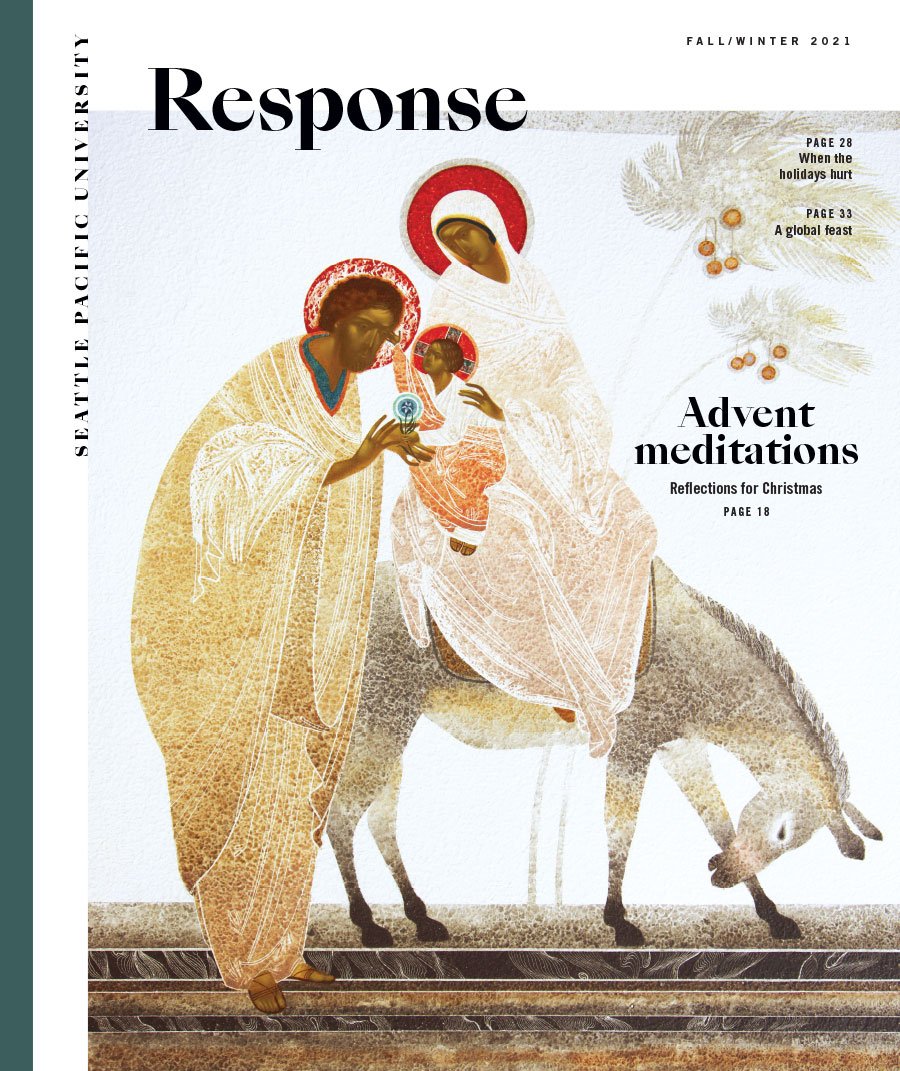 FALL/WINTER 2021
SEATTLE PACIFIC UNIVERSITY
Response
PAGE 28
When the
holidays hurt
PAGE 33
A global feast
Advent
meditations
Reflections for Christmas
PAGE 18